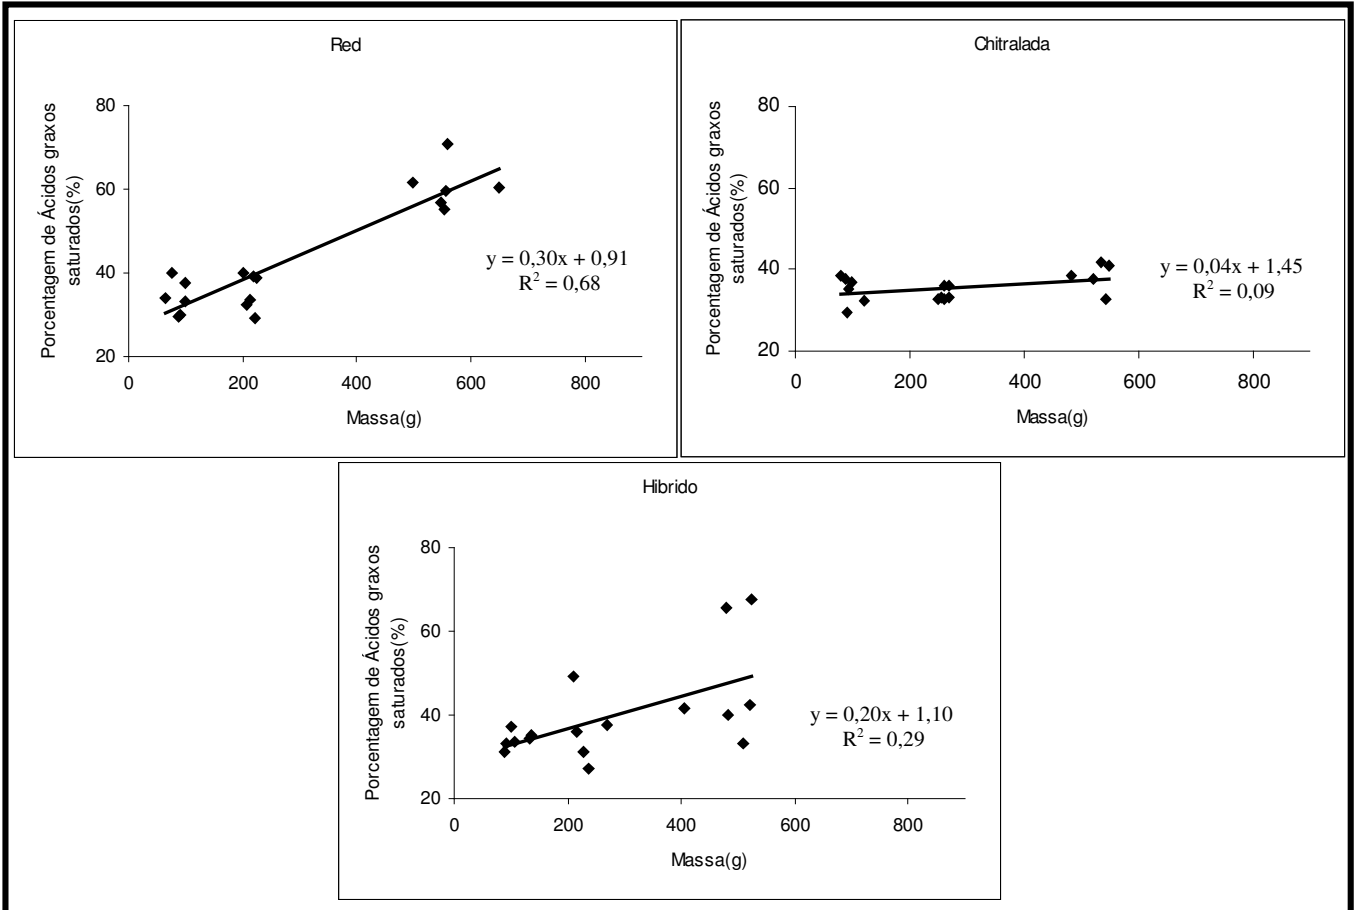 Red
Porcentagem de Ácidos graxos
saturados(%)
80
60
40
20
0
200
400
600
800
y = 0,30x + 0,91
R² = 0,68
Massa(g)
Chitralada
Porcentagem de Ácidos graxos
saturados(%)
80
60
40
20
0
200
400
600
800
y = 0,04x + 1,45
R² = 0,09
Massa(g)
Hibrido
Porcentagem de Ácidos graxos
saturados(%)
80
60
40
20
0
200
400
600
800
y = 0,20x + 1,10
R² = 0,29
Massa(g)